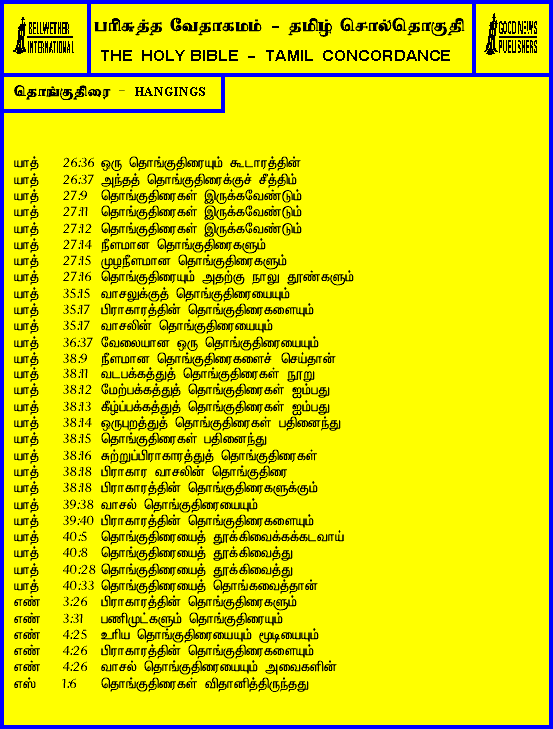 BELLWETHER
INTERNATIONAL
பரிசுத்த வேதாகமம் - தமிழ் சொல்தொகுதி
THE HOLY BIBLE - TAMIL CONCORDANCE
GOOD NEWS
PUBLISHERS
தொங்குதிரை - HANGINGS
யாத் 26:36 ஒரு தொங்குதிரையும் கூடாரத்தின்
யாத் 26:37 அந்தத் தொங்குதிரைக்குச் சீத்திம்
யாத் 27:9 தொங்குதிரைகள் இருக்கவேண்டும்
யாத் 27:11 தொங்குதிரைகள் இருக்கவேண்டும்
யாத் 27:12 தொங்குதிரைகள் இருக்கவேண்டும்
யாத் 27:14 நீளமான தொங்குதிரைகளும்
யாத் 27:15 முழநீளமான தொங்குதிரைகளும்
யாத் 27:16 தொங்குதிரையும் அதற்கு நாலு தூண்களும்
யாத் 35:15 வாசலுக்குத் தொங்குதிரையையும்
யாத் 35:17 பிராகாரத்தின் தொங்குதிரைகளையும்
யாத் 35:17 வாசலின் தொங்குதிரையையும்
யாத் 36:37 வேலையான ஒரு தொங்குதிரையையும்
யாத் 38:9 நீளமான தொங்குதிரைகளைச் செய்தான்
யாத் 38:11 வடபக்கத்துத் தொங்குதிரைகள் நூறு
யாத் 38:12 மேற்பக்கத்துத் தொங்குதிரைகள் ஐம்பது
யாத் 38:13 கீழ்ப்பக்கத்துத் தொங்குதிரைகள் ஐம்பது
யாத் 38:14 ஒருபுறத்துத் தொங்குதிரைகள் பதினைந்து
யாத் 38:15 தொங்குதிரைகள் பதினைந்து
யாத் 38:16 சுற்றுப்பிராகாரத்துத் தொங்குதிரைகள்
யாத் 38:18 பிராகார வாசலின் தொங்குதிரை
யாத் 38:18 பிராகாரத்தின் தொங்குதிரைகளுக்கும்
யாத் 39:38 வாசல் தொங்குதிரையையும்
யாத் 39:40 பிராகாரத்தின் தொங்குதிரைகளையும்
யாத் 40:5 தொங்குதிரையைத் தூக்கிவைக்கக்கடவாய்
யாத் 40:8 தொங்குதிரையைத் தூக்கிவைத்து
யாத் 40:28 தொங்குதிரையைத் தூக்கிவைத்து
யாத் 40:33 தொங்குதிரையைத் தொங்கவைத்தான்
எண் 3:26 பிராகாரத்தின் தொங்குதிரைகளும்
எண் 3:31 பணிமுட்களும் தொங்குதிரையும்
எண் 4:25 உரிய தொங்குதிரையையும் மூடியையும்
எண் 4:26 பிராகாரத்தின் தொங்குதிரைகளையும்
எண் 4:26 வாசல் தொங்குதிரையையும் அவைகளின்
எஸ் 1:6 தொங்குதிரைகள் விதானித்திருந்தது